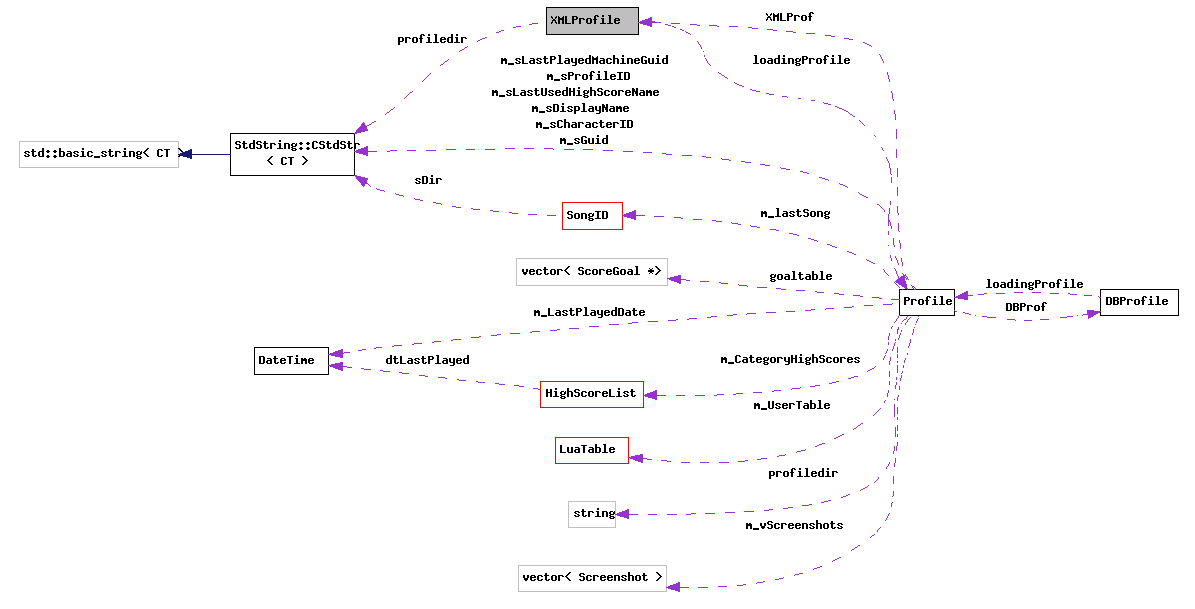 XMLProfile
XMLProf
profiledir
loadingProfile
m_sLastPlayedMachineGuid
m_sProfileID
m_sLastUsedHighScoreName
m_sDisplayName
m_sCharacterID
m_sGuid
std::basic_string< CT >
StdString::CStdStr
< CT >
sDir
SongID
m_lastSong
vector< ScoreGoal *>
goaltable
Profile
loadingProfile
DBProf
DBProfile
m_LastPlayedDate
DateTime
dtLastPlayed
m_CategoryHighScores
HighScoreList
m_UserTable
LuaTable
profiledir
string
m_vScreenshots
vector< Screenshot >